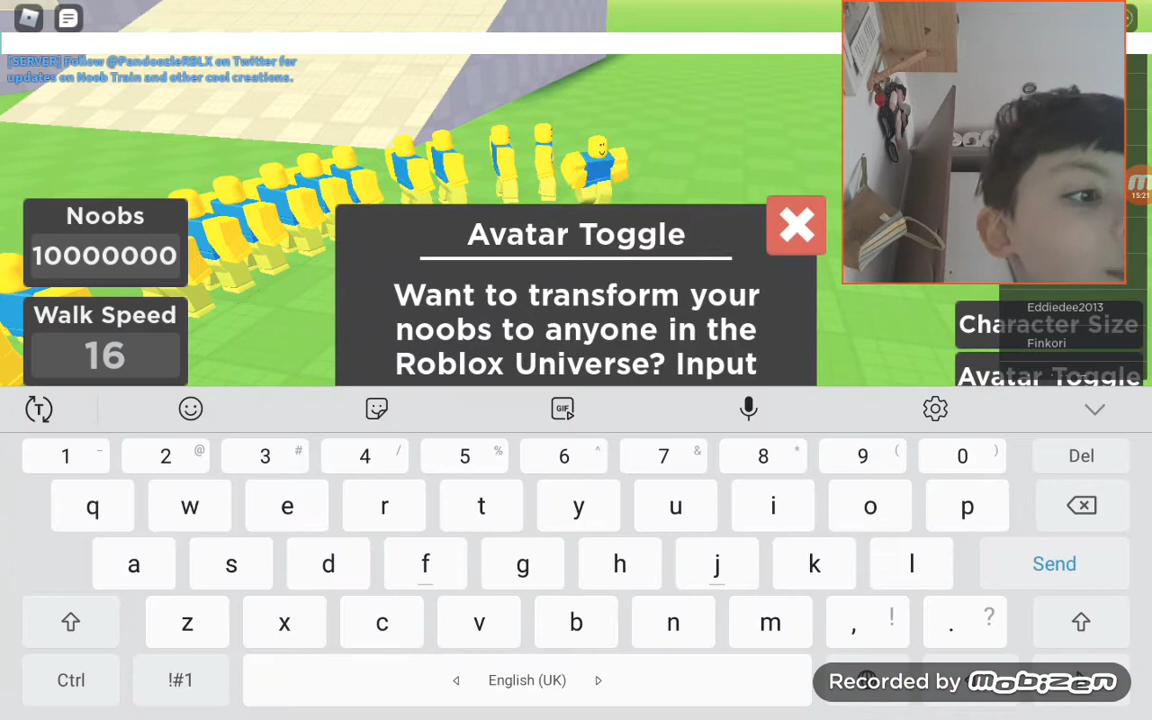 [SERVER] Follow @PandoozleRBLX on Twitter for
updates on Noob Train and other cool creations.
Noobs
10000000
Walk Speed
16
Avatar Toggle
Want to transform your
noobs to anyone in the
Roblox Universe? Input
15:21
Eddiedee2013
Character Size
Finkori
Avatar Toggle
T GIF
1 - 2 @ 3 # 4 / 5 % 6 ^ 7 & 8 * 9 ( 0 ) Del
q w e r t y u i o p
a s d f g h j k l Send
z x c v b n m , ! . ?
Ctrl !#1 English (UK)
Recorded by mobizen